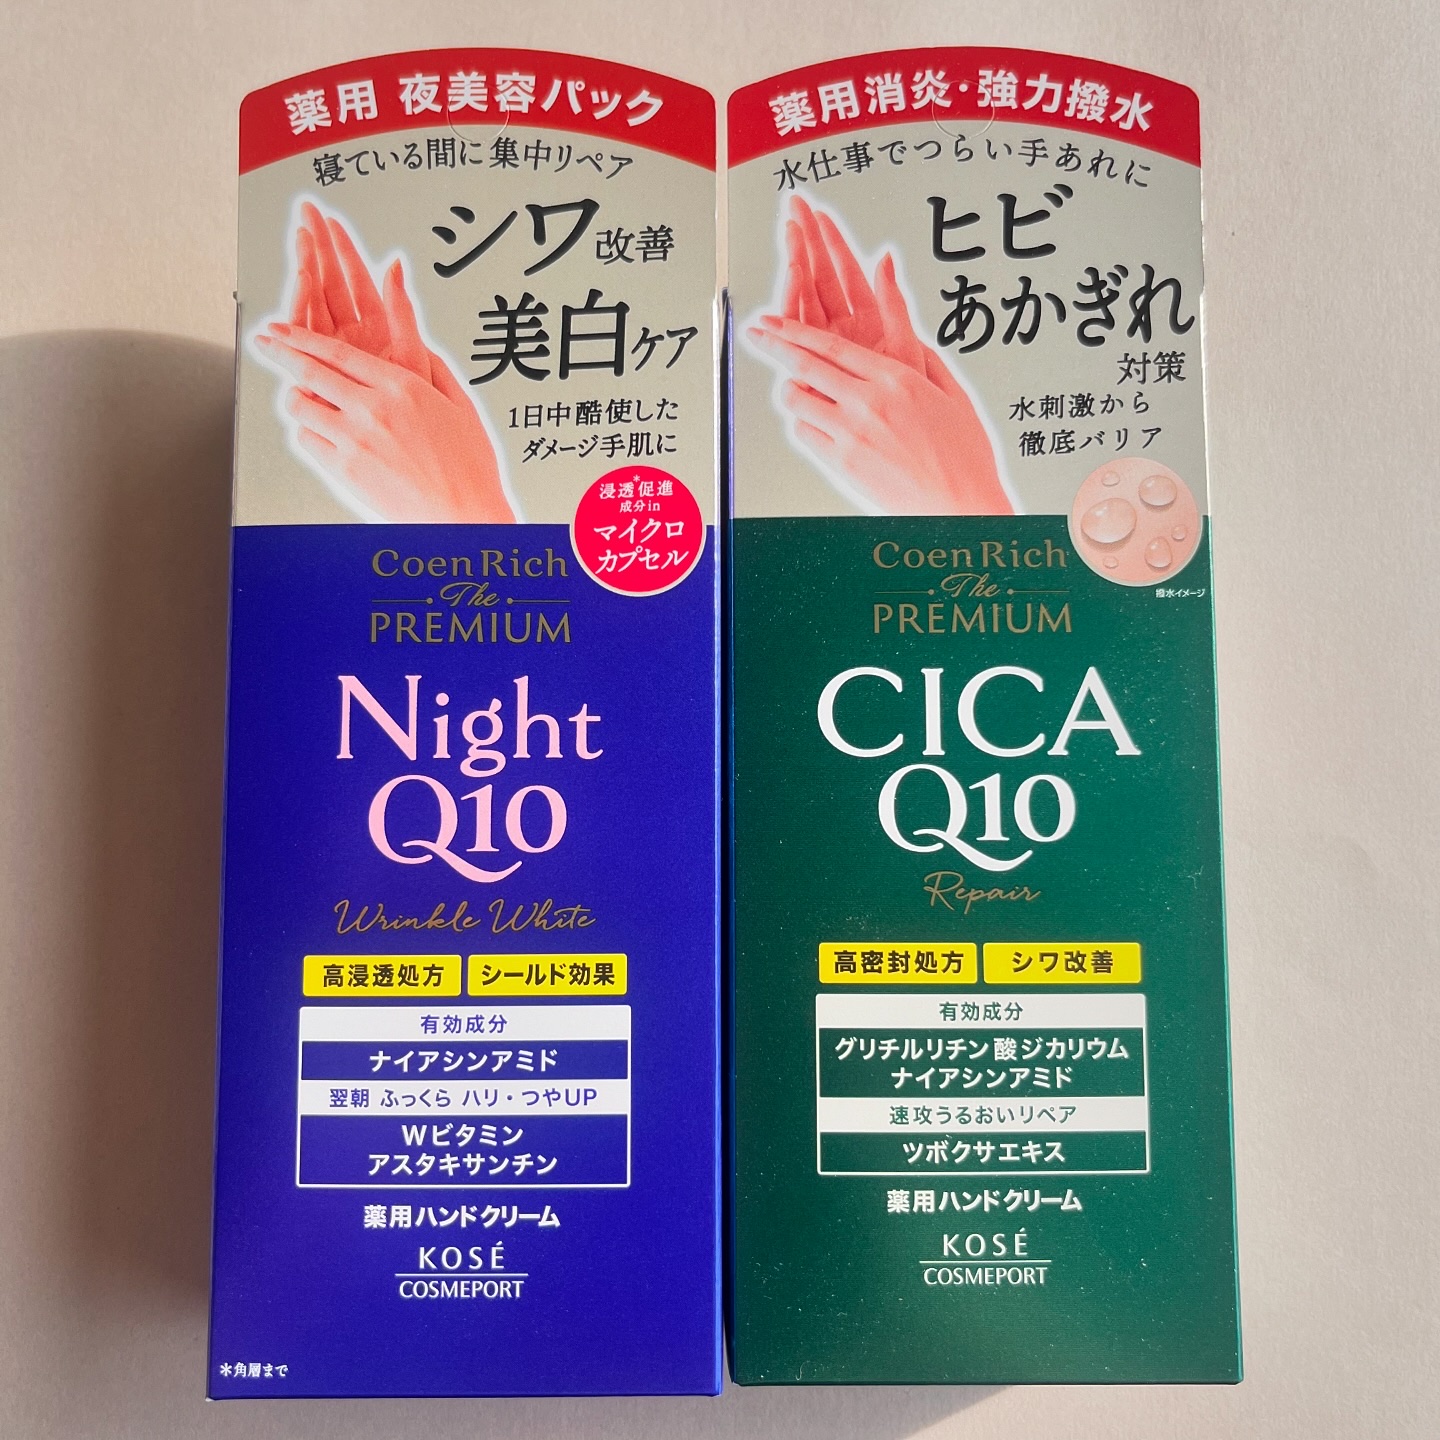 薬用 夜美容パック
寝ている間に集中リペア
シワ改善
美白ケア
1日中酷使した
ダメージ手肌に
浸透*促進
成分in
マイクロ
カプセル
Coen Rich
The
PREMIUM
Night
Q10
Wrinkle White
高浸透処方 シールド効果
有効成分
ナイアシンアミド
翌朝 ふっくら ハリ・つやUP
Wビタミン
アスタキサンチン
薬用ハンドクリーム
KOSÉ
COSMEPORT
*角層まで
薬用消炎・強力撥水
水仕事でつらい手あれに
ヒビ
あかぎれ
対策
水刺激から
徹底バリア
撥水イメージ
Coen Rich
The
PREMIUM
CICA
Q10
Repair
高密封処方 シワ改善
有効成分
グリチルリチン酸ジカリウム
ナイアシンアミド
速攻うるおいリペア
ツボクサエキス
薬用ハンドクリーム
KOSÉ
COSMEPORT